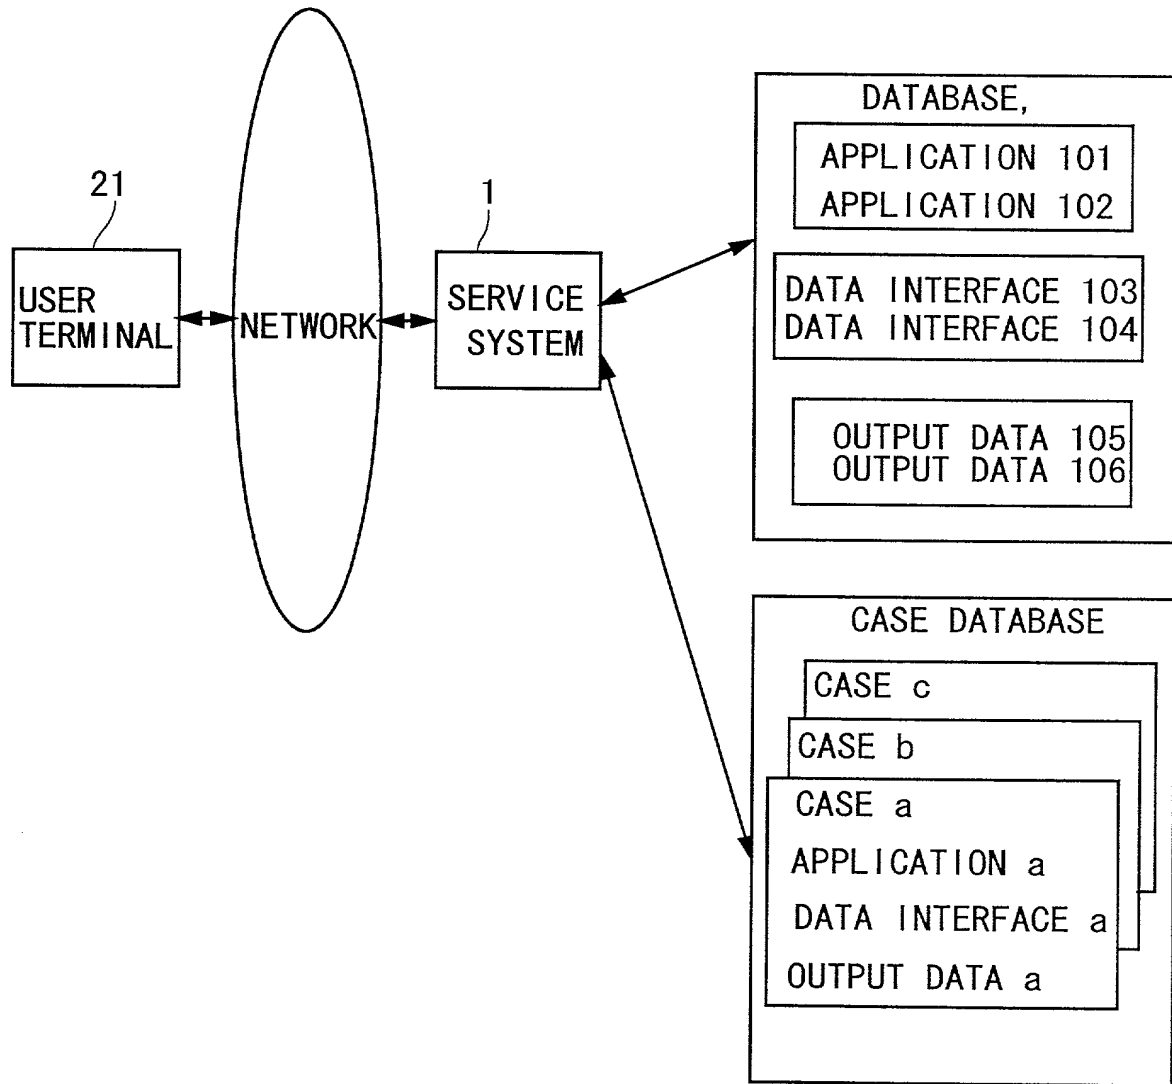 21
USER
TERMINAL
NETWORK
1
SERVICE
SYSTEM
DATABASE,
APPLICATION 101
APPLICATION 102
DATA INTERFACE 103
DATA INTERFACE 104
OUTPUT DATA 105
OUTPUT DATA 106
CASE DATABASE
CASE c
CASE b
CASE a
APPLICATION a
DATA INTERFACE a
OUTPUT DATA a